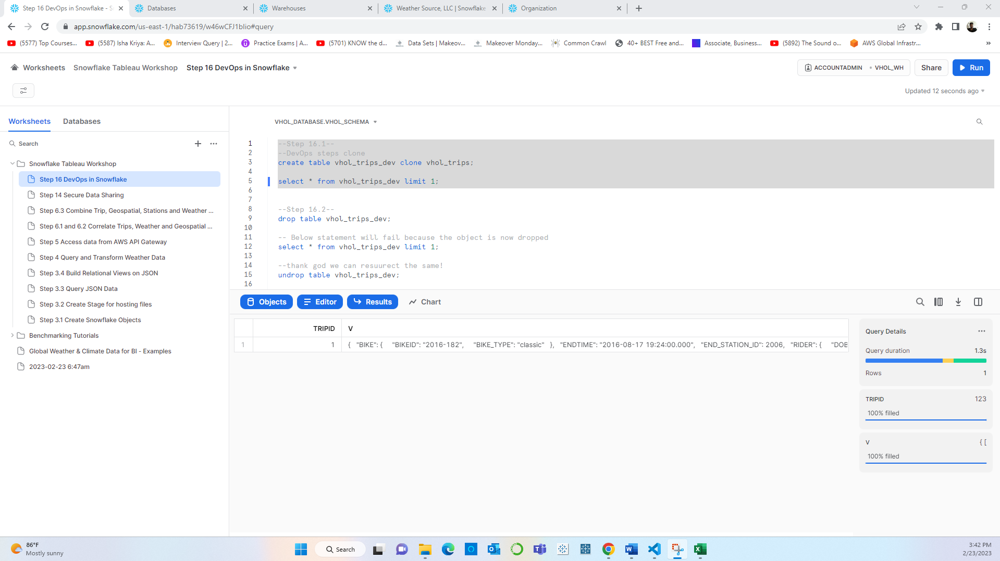 Step 16 DevOps in Snowflake - S
Databases
Warehouses
Weather Source, LLC | Snowflake
Organization
app.snowflake.com/us-east-1/hab73619/w46wCFJ1bIio#query
(5577) Top Courses...
(5587) Isha Kriya: A...
Interview Query | 2...
Practice Exams | A...
(5701) KNOW the d...
Data Sets | Makeov...
Makeover Monday...
Common Crawl
40+ BEST Free and...
Associate, Business...
(5892) The Sound o...
AWS Global Infrastr...
»
Worksheets Snowflake Tableau Workshop Step 16 DevOps in Snowflake
ACCOUNTADMIN • VHOL_WH
Share
Run
Updated 12 seconds ago
Worksheets
Databases
Search
Snowflake Tableau Workshop
Step 16 DevOps in Snowflake
Step 14 Secure Data Sharing
Step 6.3 Combine Trip, Geospatial, Stations and Weather ...
Step 6.1 and 6.2 Correlate Trips, Weather and Geospatial ...
Step 5 Access data from AWS API Gateway
Step 4 Query and Transform Weather Data
Step 3.4 Build Relational Views on JSON
Step 3.3 Query JSON Data
Step 3.2 Create Stage for hosting files
Step 3.1 Create Snowflake Objects
Benchmarking Tutorials
Global Weather & Climate Data for BI - Examples
2023-02-23 6:47am
VHOL_DATABASE.VHOL_SCHEMA
1 --Step 16.1--
2 --DevOps steps clone
3 create table vhol_trips_dev clone vhol_trips;
4
5 select * from vhol_trips_dev limit 1;
6
7
8 --Step 16.2--
9 drop table vhol_trips_dev;
10
11 -- Below statement will fail because the object is now dropped
12 select * from vhol_trips_dev limit 1;
13
14 --thank god we can resuurect the same!
15 undrop table vhol_trips_dev;
16
Objects
Editor
Results
Chart
TRIPID V
1 1 { "BIKE": { "BIKEID": "2016-182", "BIKE_TYPE": "classic" }, "ENDTIME": "2016-08-17 19:24:00.000", "END_STATION_ID": 2006, "RIDER": { "DOB
Query Details
Query duration 1.3s
Rows 1
TRIPID 123
100% filled
V { [
100% filled
86°F
Mostly sunny
Search
3:42 PM
2/23/2023